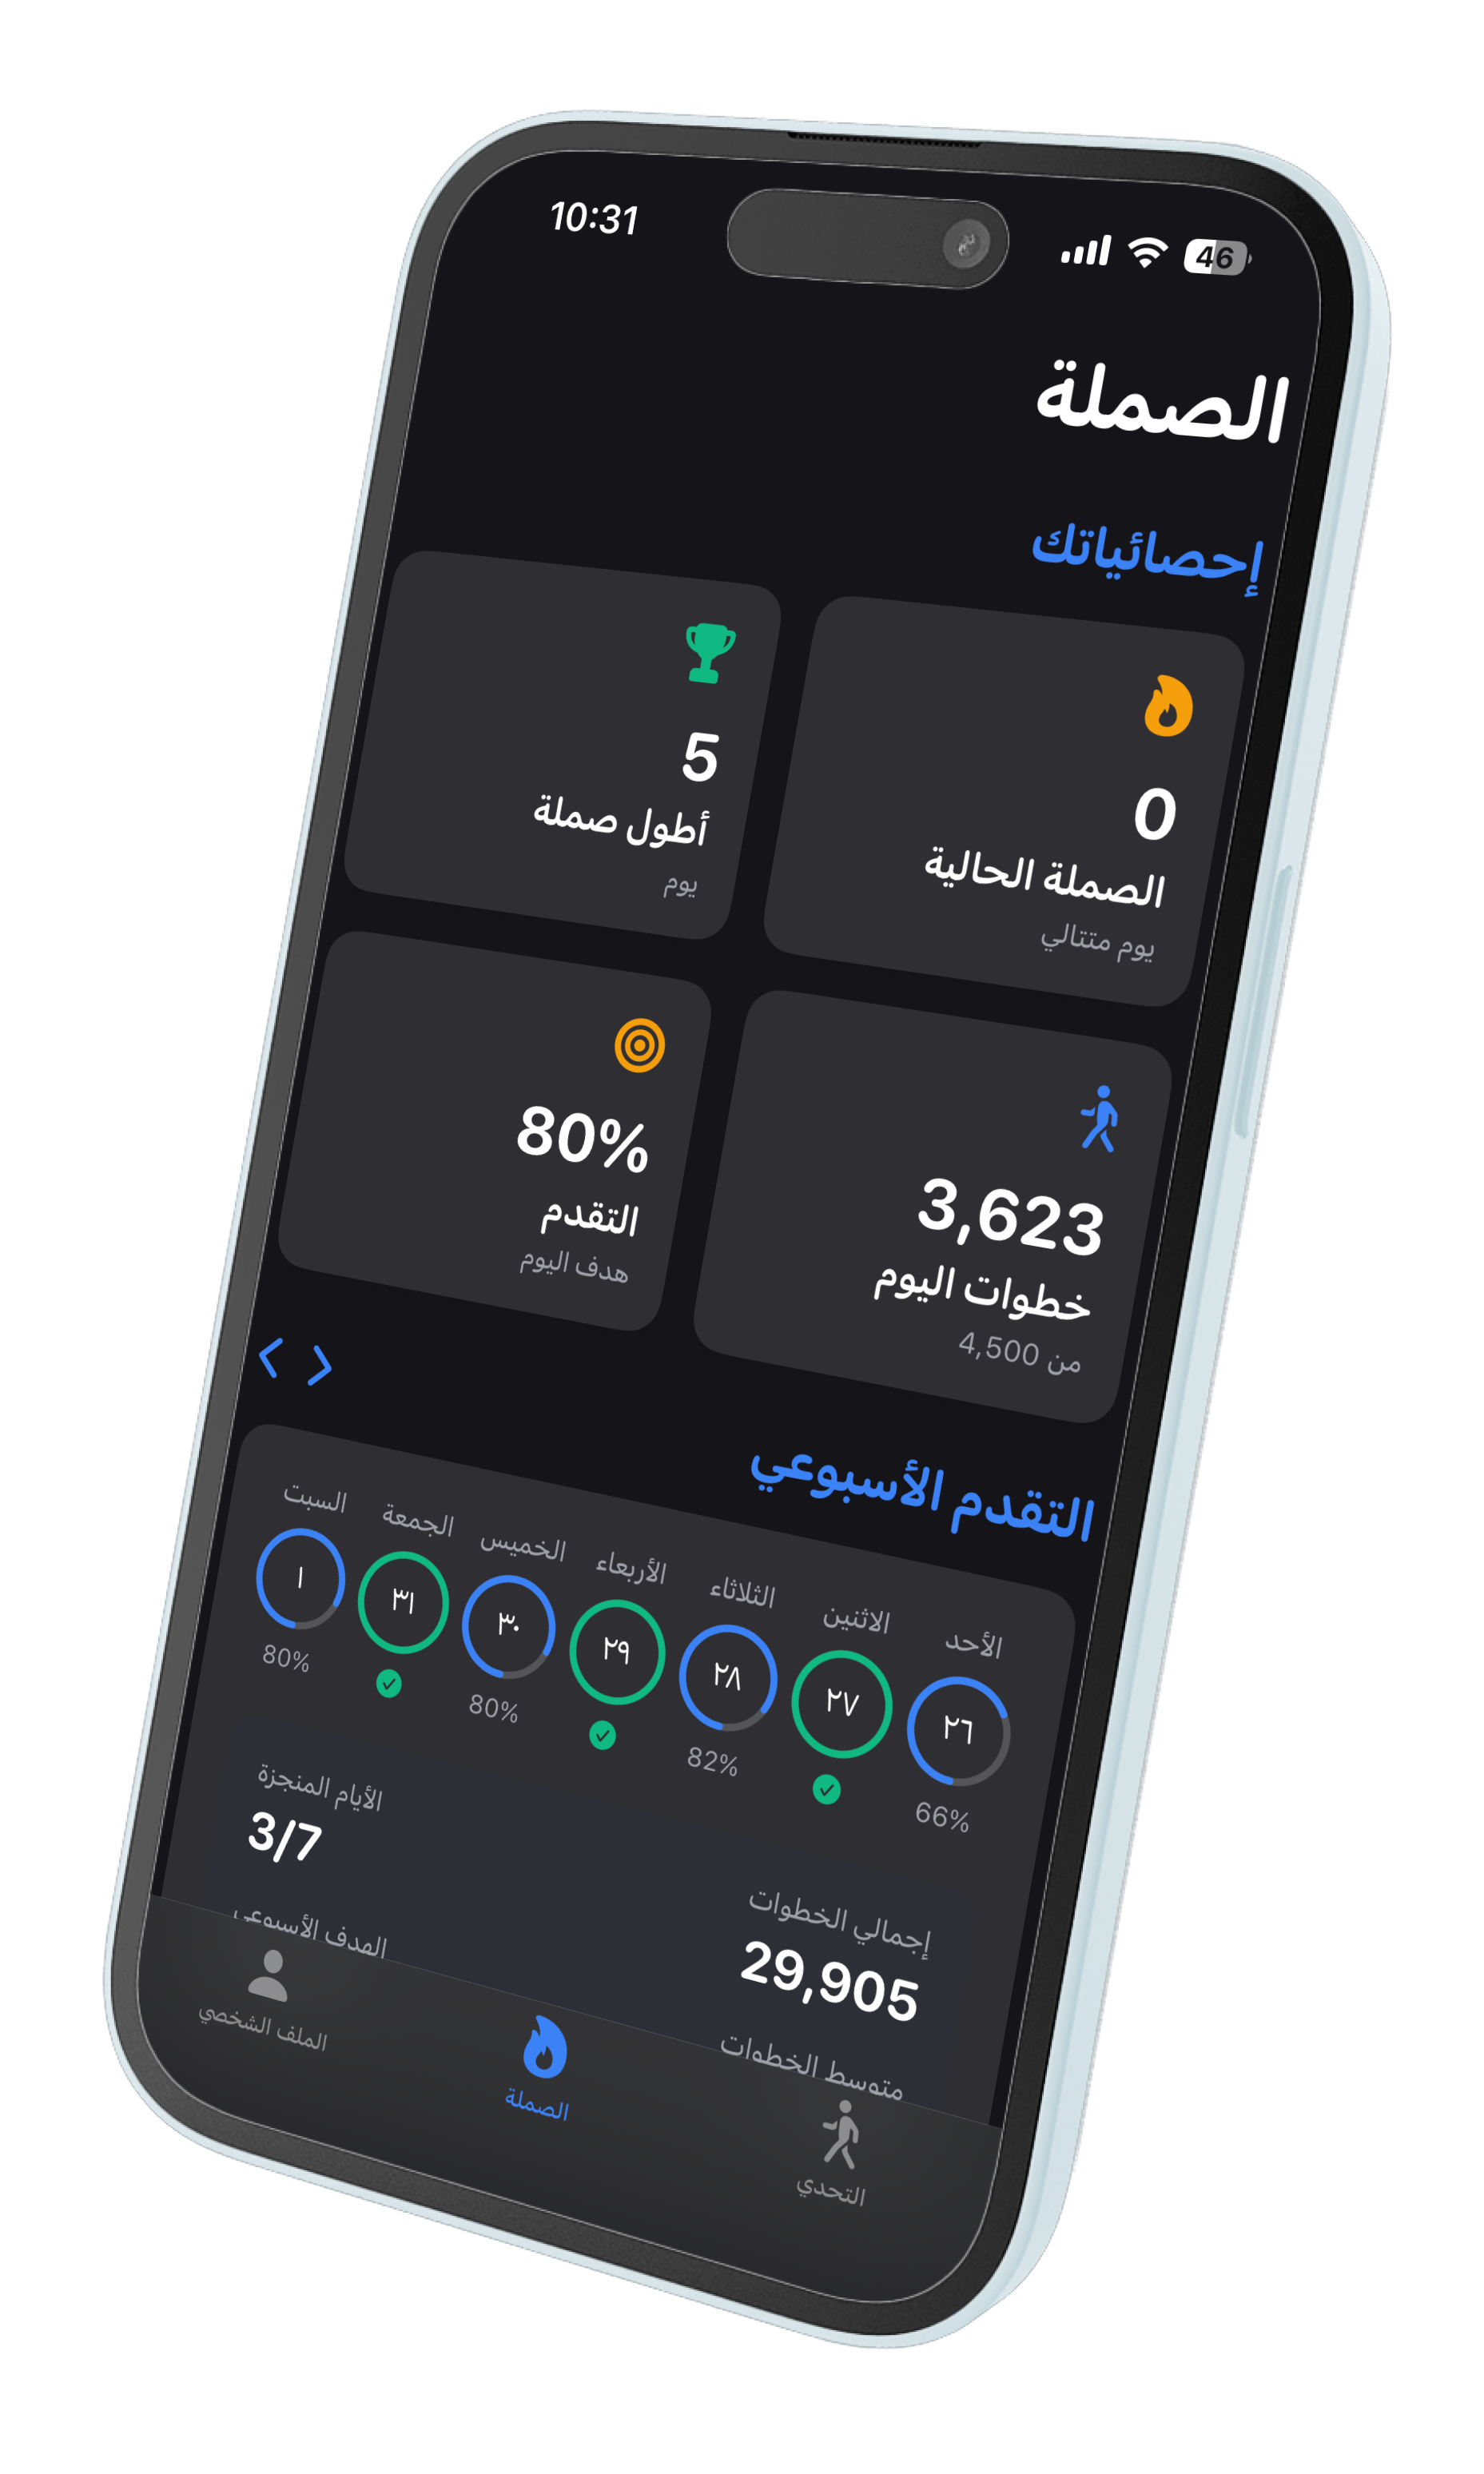 10:31
46
الصملة
إحصائياتك
0
الصملة الحالية
يوم متتالي
5
أطول صملة
يوم
3,623
خطوات اليوم
من 4,500
80%
التقدم
هدف اليوم
التقدم الأسبوعي
الأحد الاثنين الثلاثاء الأربعاء الخميس الجمعة السبت
٢٦ ٢٧ ٢٨ ٢٩ ٣٠ ٣١ ١
66% 82% 80% 80%
إجمالي الخطوات
29,905
الأيام المنجزة
3/7
متوسط الخطوات
الهدف الأسبوعي
التحدي
الصملة
الملف الشخصي